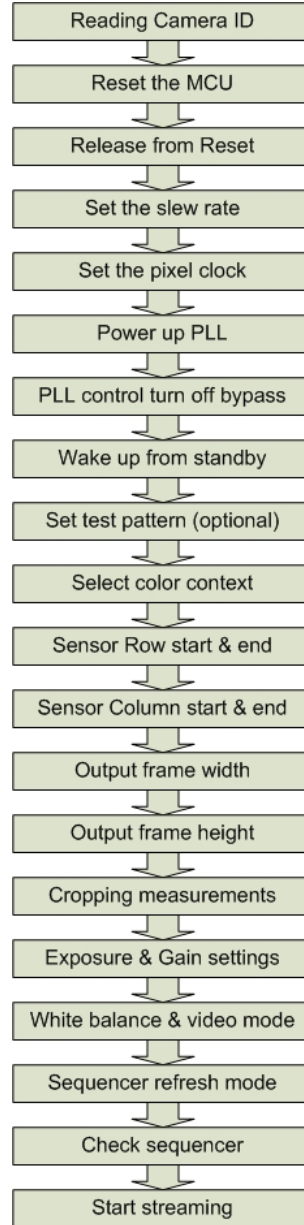 Reading Camera ID
Reset the MCU
Release from Reset
Set the slew rate
Set the pixel clock
Power up PLL
PLL control turn off bypass
Wake up from standby
Set test pattern (optional)
Select color context
Sensor Row start & end
Sensor Column start & end
Output frame width
Output frame height
Cropping measurements
Exposure & Gain settings
White balance & video mode
Sequencer refresh mode
Check sequencer
Start streaming